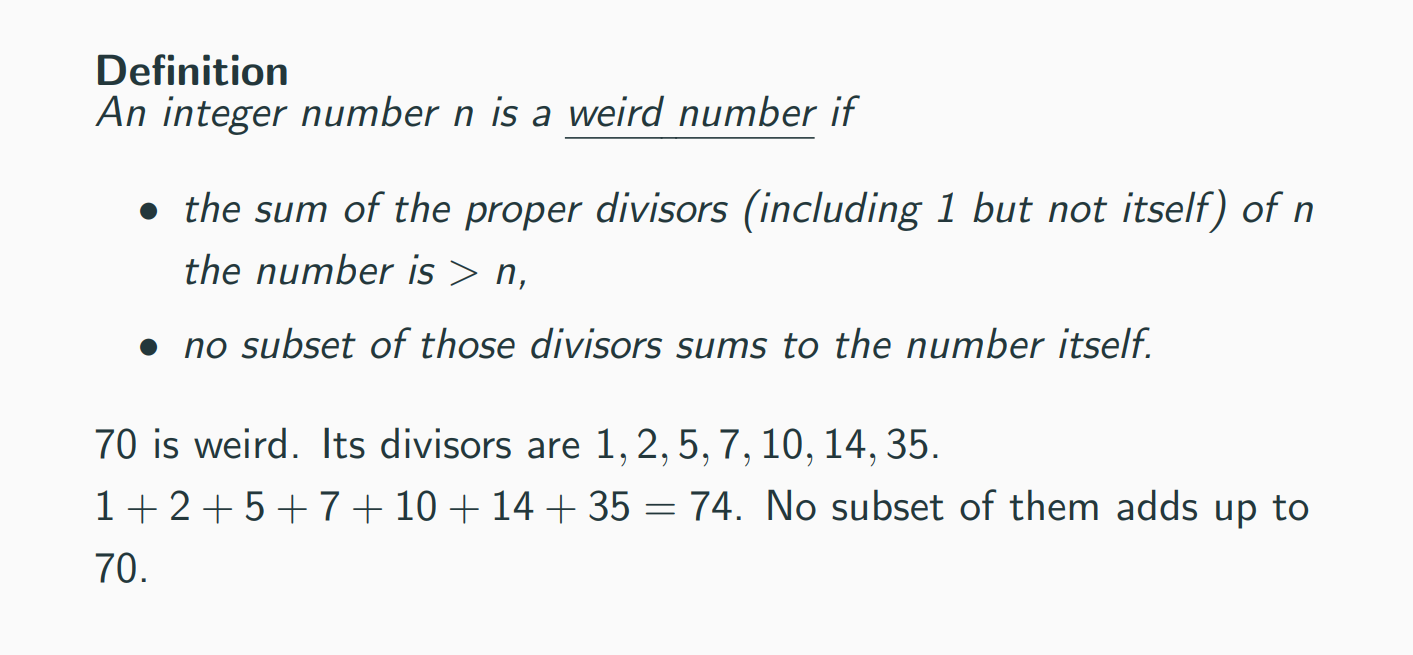 Definition
An integer number n is a weird number if
• the sum of the proper divisors (including 1 but not itself) of n
the number is > n,
• no subset of those divisors sums to the number itself.
70 is weird. Its divisors are 1, 2, 5, 7, 10, 14, 35.
1 + 2 + 5 + 7 + 10 + 14 + 35 = 74. No subset of them adds up to
70.